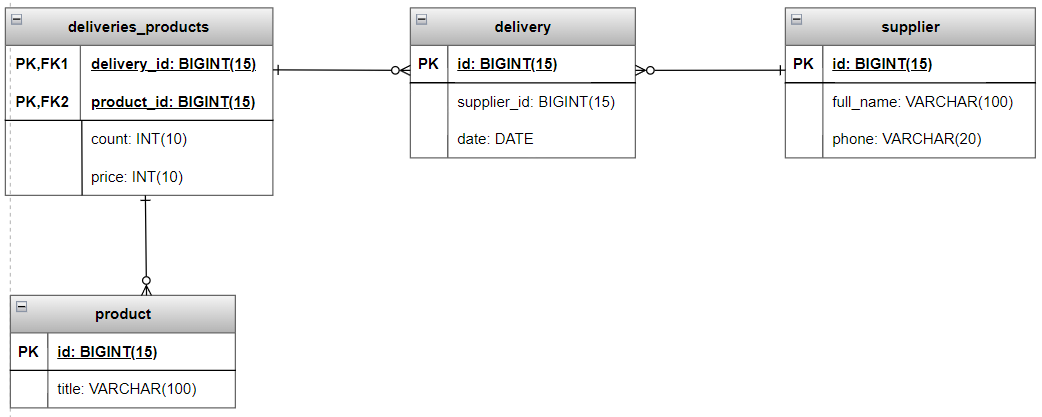 deliveries_products
PK,FK1 delivery_id: BIGINT(15)
PK,FK2 product_id: BIGINT(15)
count: INT(10)
price: INT(10)
delivery
PK id: BIGINT(15)
supplier_id: BIGINT(15)
date: DATE
supplier
PK id: BIGINT(15)
full_name: VARCHAR(100)
phone: VARCHAR(20)
product
PK id: BIGINT(15)
title: VARCHAR(100)